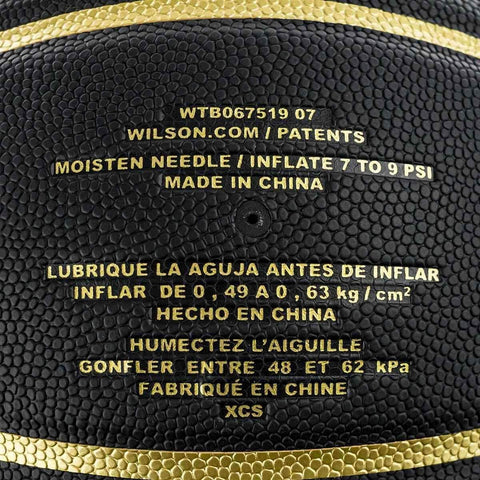 WTB067519 07
WILSON.COM / PATENTS
MOISTEN NEEDLE / INFLATE 7 TO 9 PSI
MADE IN CHINA
LUBRIQUE LA AGUJA ANTES DE INFLAR
INFLAR DE 0 , 49 A 0 , 63 kg / cm²
HECHO EN CHINA
HUMECTEZ L'AIGUILLE
GONFLER ENTRE 48 ET 62 kPa
FABRIQUÉ EN CHINE
XCS